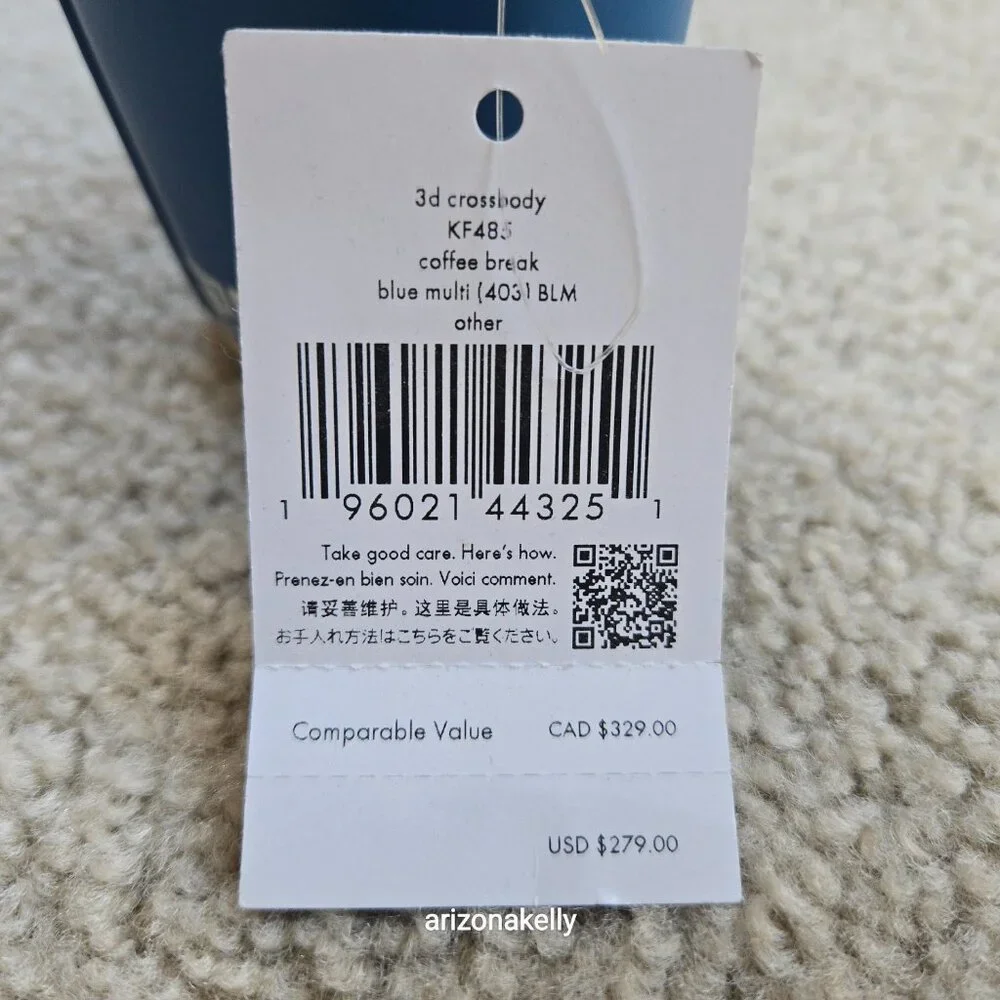 3d crossbody
KF485
coffee break
blue multi (403) BLM
other
1 96021 44325 1
Take good care. Here's how.
Prenez-en bien soin. Voici comment.
请妥善维护。这里是具体做法。
お手入れ方法はこちらをご覧ください。
Comparable Value CAD $329.00
USD $279.00
arizonakelly